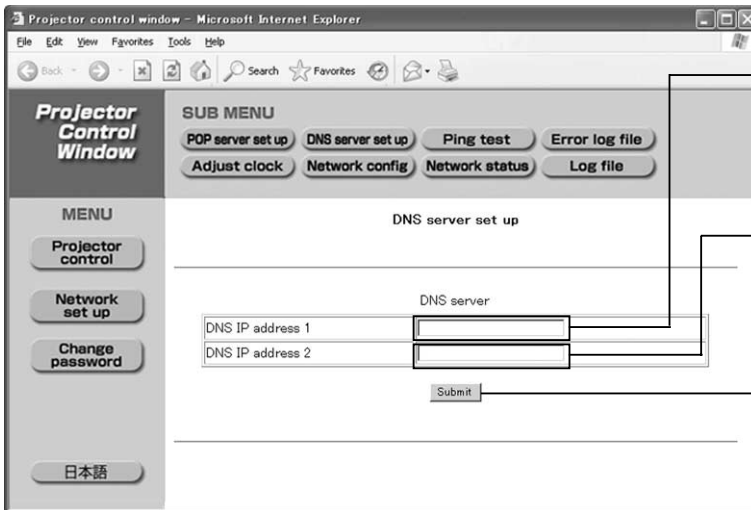 Projector control window - Microsoft Internet Explorer
File Edit View Favorites Tools Help
Back Search Favorites
Projector
Control
Window
SUB MENU
POP server set up DNS server set up Ping test Error log file
Adjust clock Network config Network status Log file
MENU
Projector
control
Network
set up
Change
password
日本語
DNS server set up
DNS server
DNS IP address 1
DNS IP address 2
Submit